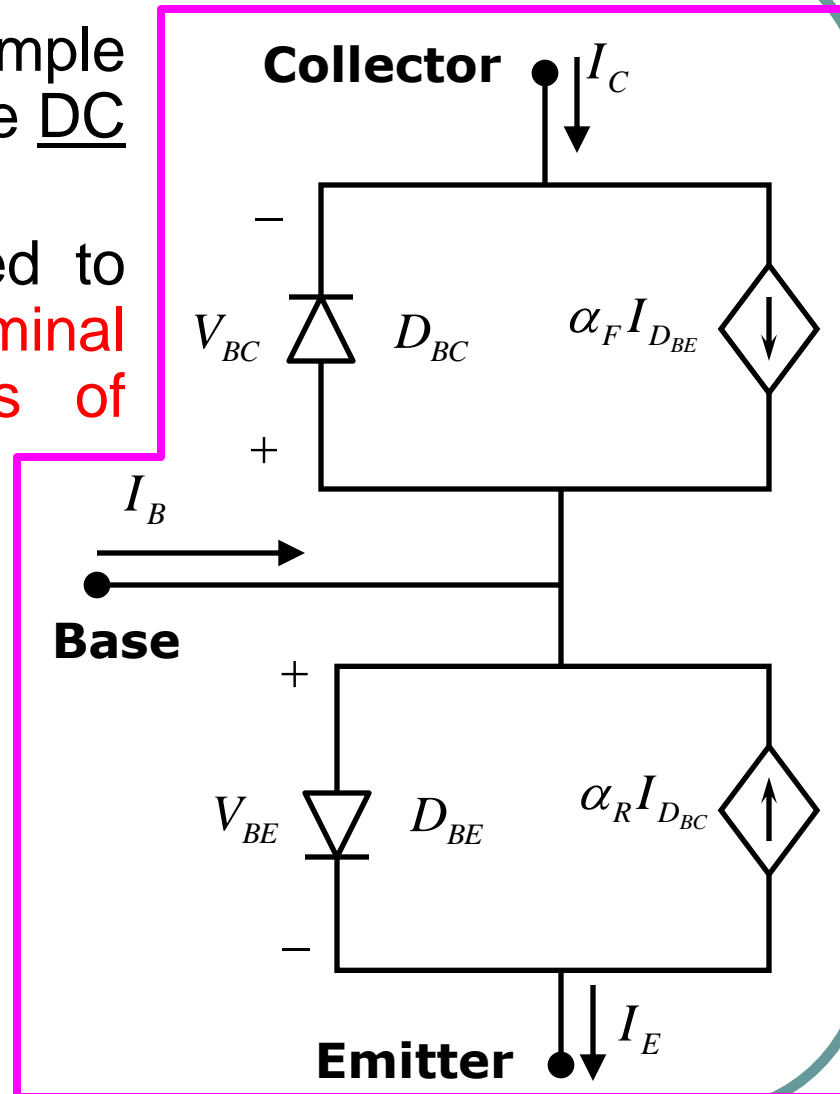 mple
e DC
ed to
minal
s of
Collector
I_C
−
V_BC
D_BC
α_F I_D_BE
+
I_B
Base
+
V_BE
D_BE
α_R I_D_BC
−
I_E
Emitter